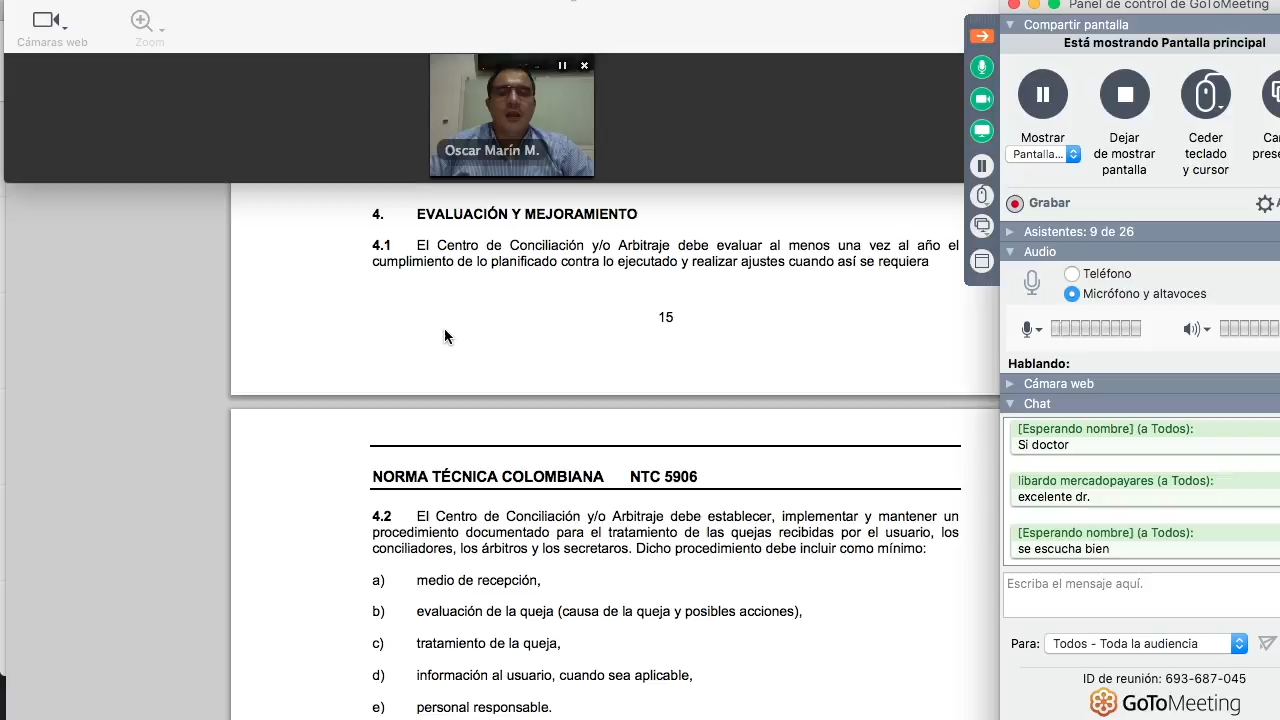 Cámaras web
Zoom
Oscar Marín M.
4. EVALUACIÓN Y MEJORAMIENTO
4.1 El Centro de Conciliación y/o Arbitraje debe evaluar al menos una vez al año el
cumplimiento de lo planificado contra lo ejecutado y realizar ajustes cuando así se requiera
15
NORMA TÉCNICA COLOMBIANA NTC 5906
4.2 El Centro de Conciliación y/o Arbitraje debe establecer, implementar y mantener un
procedimiento documentado para el tratamiento de las quejas recibidas por el usuario, los
conciliadores, los árbitros y los secretaros. Dicho procedimiento debe incluir como mínimo:
a) medio de recepción,
b) evaluación de la queja (causa de la queja y posibles acciones),
c) tratamiento de la queja,
d) información al usuario, cuando sea aplicable,
e) personal responsable.
Panel de control de GoToMeeting
Compartir pantalla
Está mostrando Pantalla principal
Mostrar
Pantalla...
Dejar
de mostrar
pantalla
Ceder
teclado
y cursor
Grabar
Asistentes: 9 de 26
Audio
Teléfono
Micrófono y altavoces
Hablando:
Cámara web
Chat
[Esperando nombre] (a Todos):
Si doctor
libardo mercadopayares (a Todos):
excelente dr.
[Esperando nombre] (a Todos):
se escucha bien
Escriba el mensaje aquí.
Para: Todos - Toda la audiencia
ID de reunión: 693-687-045
GoToMeeting